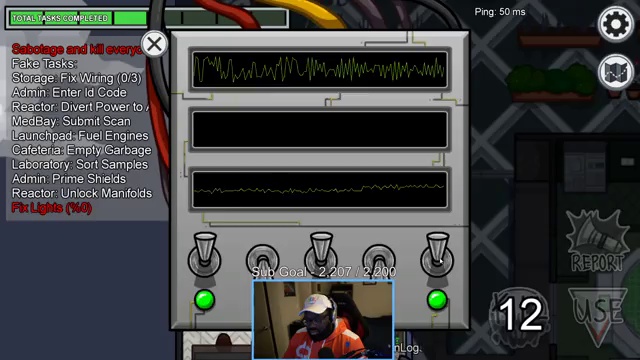 TOTAL TASKS COMPLETED
Ping: 50 ms
Sabotage and kill everyo
Fake Tasks:
Storage: Fix Wiring (0/3)
Admin: Enter Id Code
Reactor: Divert Power to
MedBay: Submit Scan
Launchpad: Fuel Engines
Cafeteria: Empty Garbage
Laboratory: Sort Samples
Admin: Prime Shields
Reactor: Unlock Manifolds
Fix Lights (%0)
REPORT
Sub Goal - 2,207 / 2,200
12
USE